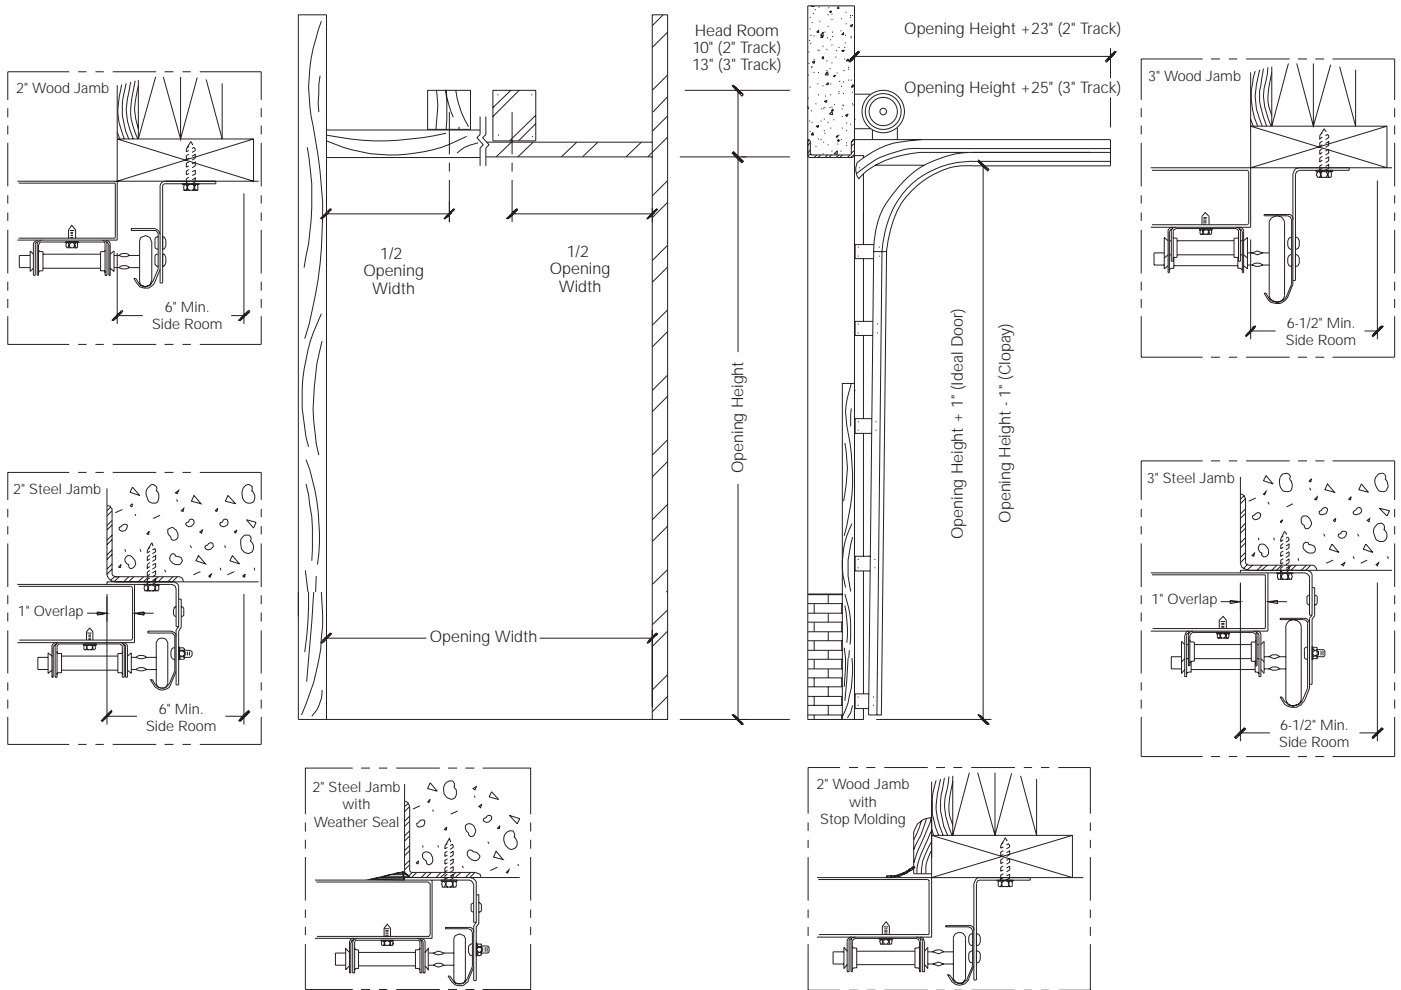 Head Room
10" (2" Track)
13" (3" Track)
Opening Height +23" (2" Track)
Opening Height +25" (3" Track)
2" Wood Jamb
6" Min.
Side Room
1/2
Opening
Width
1/2
Opening
Width
Opening Height
Opening Height + 1" (Ideal Door)
Opening Height - 1" (Clopay)
3" Wood Jamb
6-1/2" Min.
Side Room
2" Steel Jamb
1" Overlap
6" Min.
Side Room
Opening Width
3" Steel Jamb
1" Overlap
6-1/2" Min.
Side Room
2" Steel Jamb
with
Weather Seal
2" Wood Jamb
with
Stop Molding